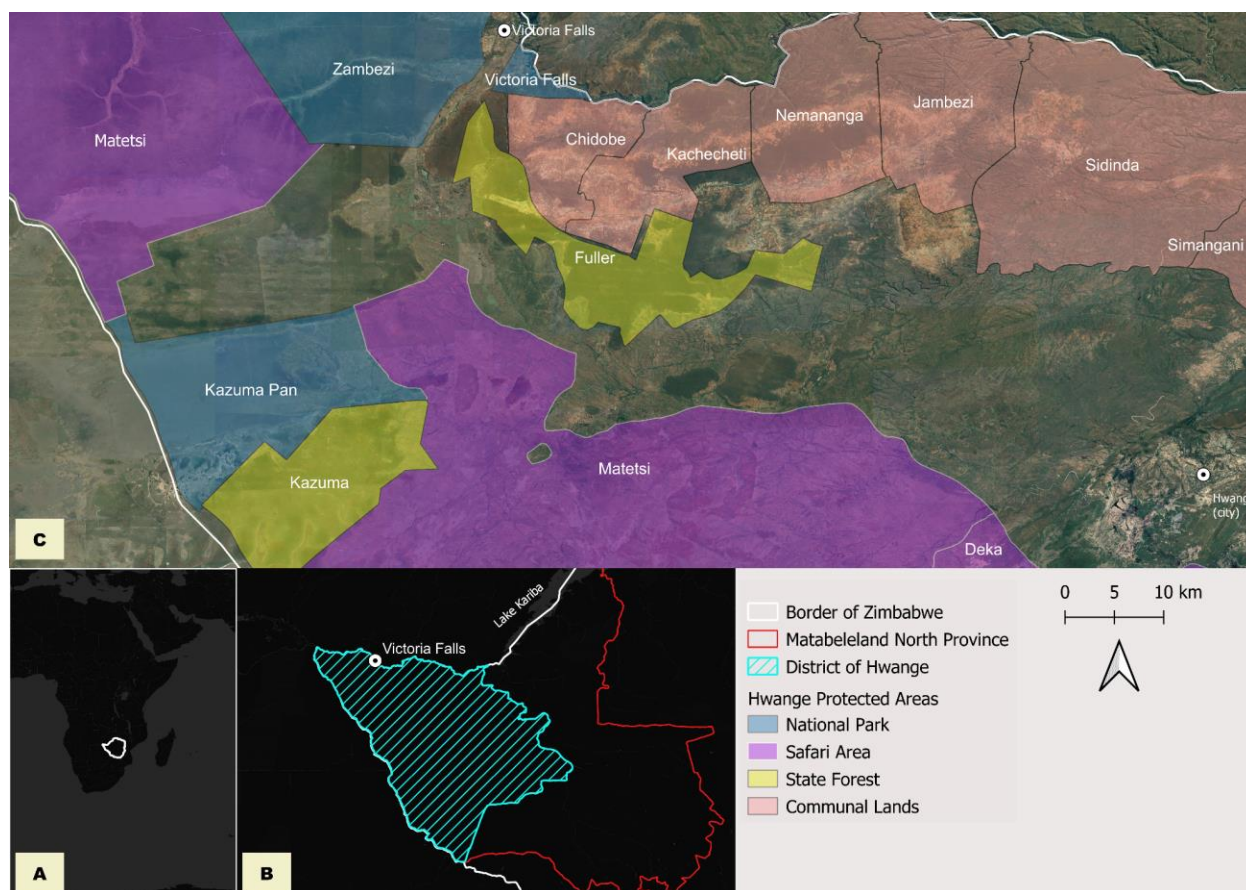 Victoria Falls
Zambezi
Victoria Falls
Matetsi
Chidobe
Kachecheti
Nemananga
Jambezi
Sidinda
Simangani
Fuller
Kazuma Pan
Kazuma
Matetsi
Hwang
(city)
Deka
C
A
B
Victoria Falls
Lake Kariba
Border of Zimbabwe
Matabeleland North Province
District of Hwange
Hwange Protected Areas
National Park
Safari Area
State Forest
Communal Lands
0 5 10 km